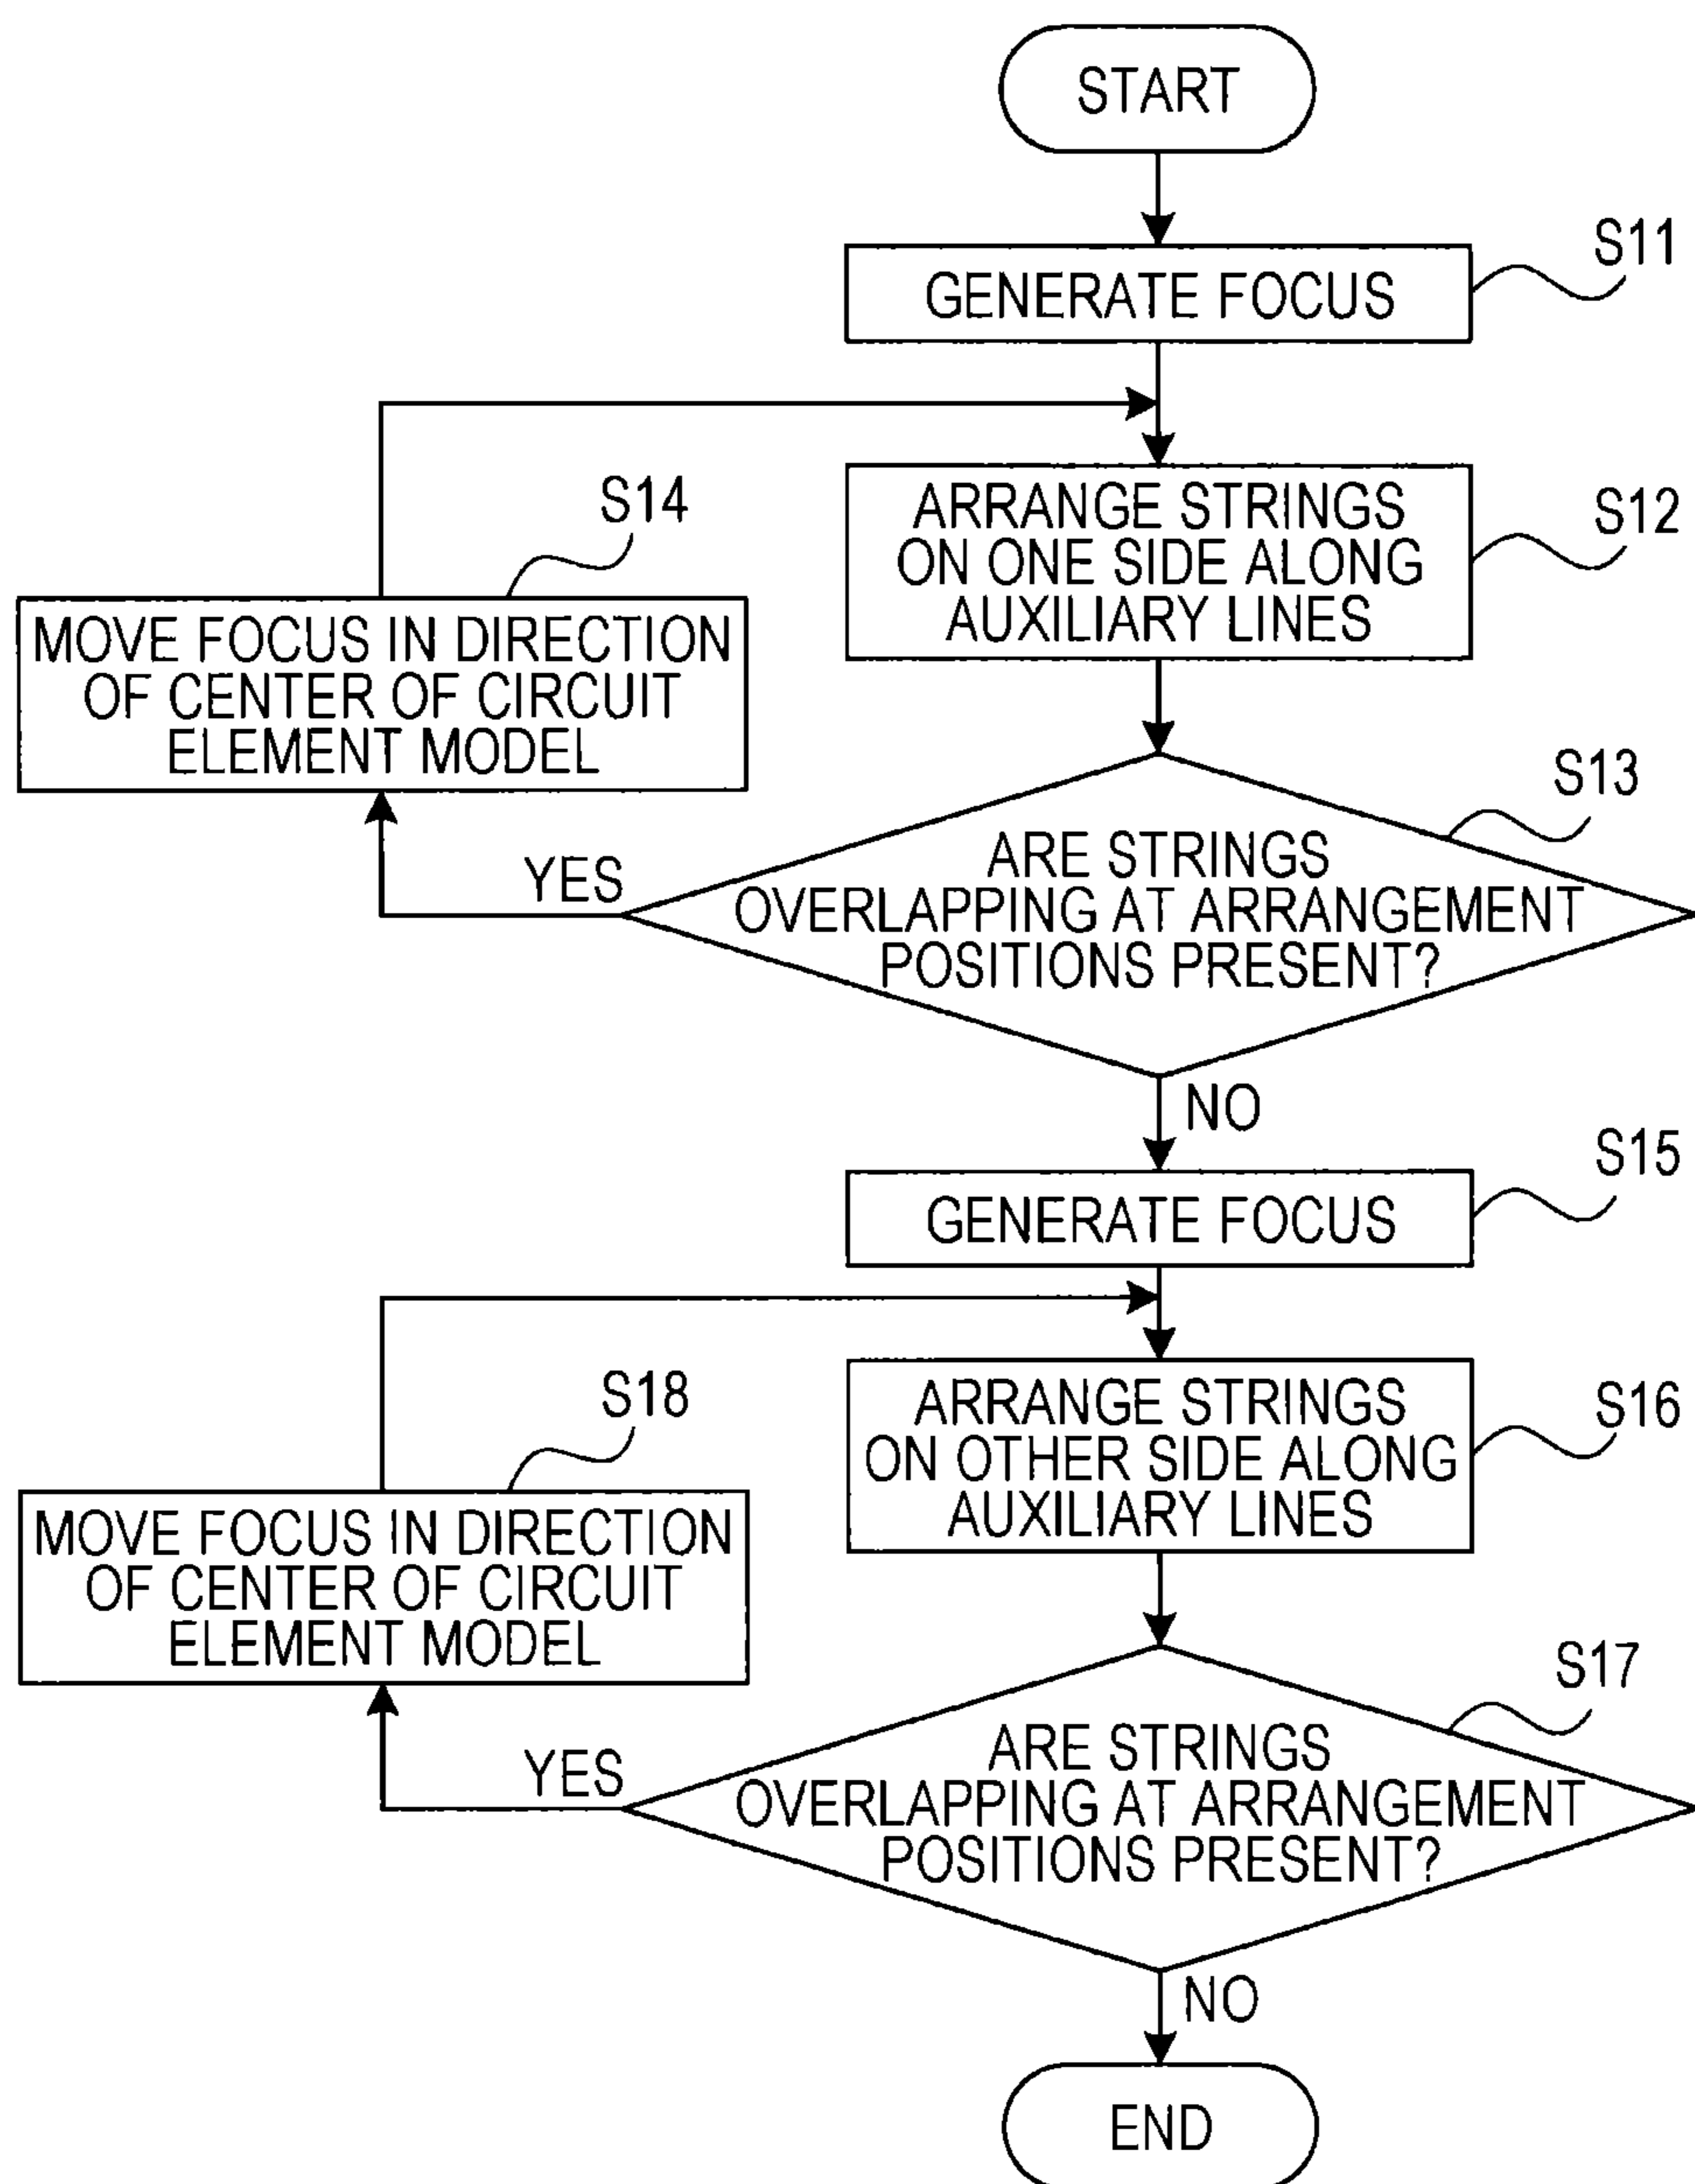 START
S11
GENERATE FOCUS
S12
ARRANGE STRINGS
ON ONE SIDE ALONG
AUXILIARY LINES
S14
MOVE FOCUS IN DIRECTION
OF CENTER OF CIRCUIT
ELEMENT MODEL
S13
ARE STRINGS
OVERLAPPING AT ARRANGEMENT
POSITIONS PRESENT?
YES
NO
S15
GENERATE FOCUS
S16
ARRANGE STRINGS
ON OTHER SIDE ALONG
AUXILIARY LINES
S18
MOVE FOCUS IN DIRECTION
OF CENTER OF CIRCUIT
ELEMENT MODEL
S17
ARE STRINGS
OVERLAPPING AT ARRANGEMENT
POSITIONS PRESENT?
YES
NO
END